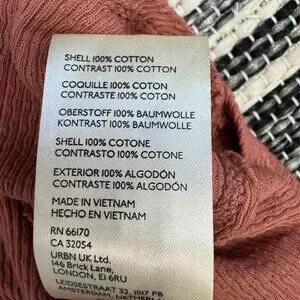 SHELL 100% COTTON
CONTRAST 100% COTTON
COQUILLE 100% COTON
CONTRASTE 100% COTON
OBERSTOFF 100% BAUMWOLLE
KONTRAST 100% BAUMWOLLE
SHELL 100% COTONE
CONTRASTO 100% COTONE
EXTERIOR 100% ALGODÓN
CONTRASTE 100% ALGODÓN
MADE IN VIETNAM
HECHO EN VIETNAM
RN 66170
CA 32054
URBN UK Ltd.
146 Brick Lane,
LONDON, E1 6RU
LEIDSESTRAAT 32, 1017 PB
AMSTERDAM,